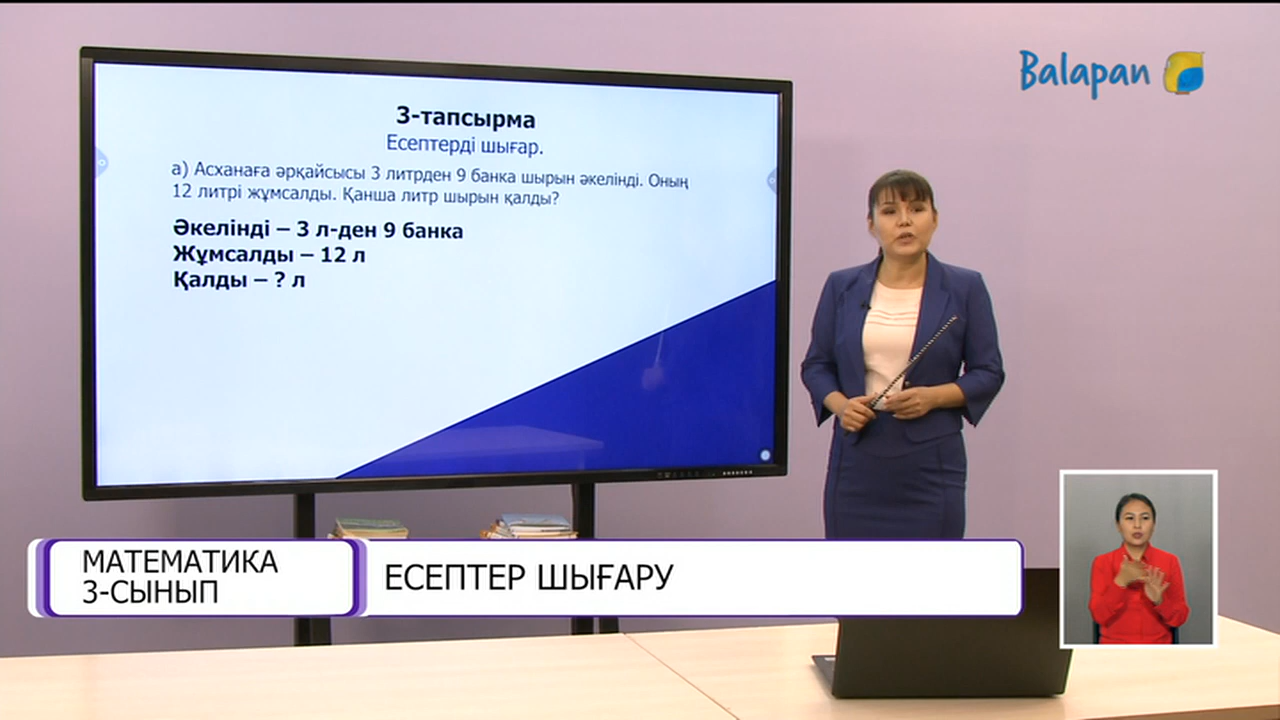 Balapan
3-тапсырма
Есептерді шығар.
а) Асханаға әрқайсысы 3 литрден 9 банка шырын әкелінді. Оның
12 литрі жұмсалды. Қанша литр шырын қалды?
Әкелінді – 3 л-ден 9 банка
Жұмсалды – 12 л
Қалды – ? л
МАТЕМАТИКА
3-СЫНЫП
ЕСЕПТЕР ШЫҒАРУ